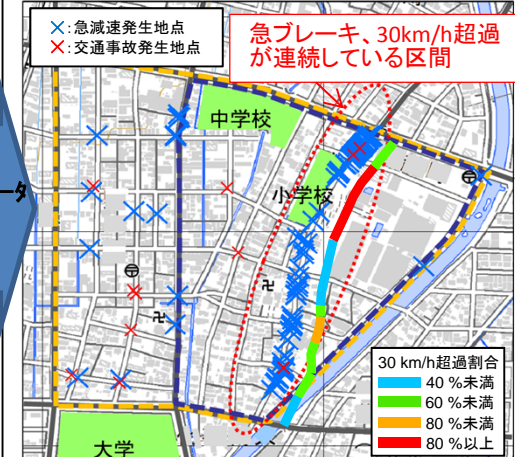 ×:急減速発生地点
×:交通事故発生地点
急ブレーキ、30km/h超過
が連続している区間
中学校
小学校
大学
30 km/h超過割合
40 %未満
60 %未満
80 %未満
80 %以上